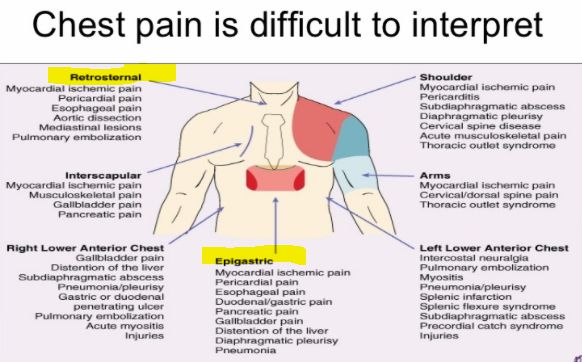 Chest pain is difficult to interpret
Retrosternal
Myocardial ischemic pain
Pericardial pain
Esophageal pain
Aortic dissection
Mediastinal lesions
Pulmonary embolization
Shoulder
Myocardial ischemic pain
Pericarditis
Subdiaphragmatic abscess
Diaphragmatic pleurisy
Cervical spine disease
Acute musculoskeletal pain
Thoracic outlet syndrome
Interscapular
Myocardial ischemic pain
Musculoskeletal pain
Gallbladder pain
Pancreatic pain
Arms
Myocardial ischemic pain
Cervical/dorsal spine pain
Thoracic outlet syndrome
Right Lower Anterior Chest
Gallbladder pain
Distention of the liver
Subdiaphragmatic abscess
Pneumonia/pleurisy
Gastric or duodenal
penetrating ulcer
Pulmonary embolization
Acute myositis
Injuries
Epigastric
Myocardial ischemic pain
Pericardial pain
Esophageal pain
Duodenal/gastric pain
Pancreatic pain
Gallbladder pain
Distention of the liver
Diaphragmatic pleurisy
Pneumonia
Left Lower Anterior Chest
Intercostal neuralgia
Pulmonary embolization
Myositis
Pneumonia/pleurisy
Splenic infarction
Splenic flexure syndrome
Subdiaphragmatic abscess
Precordial catch syndrome
Injuries